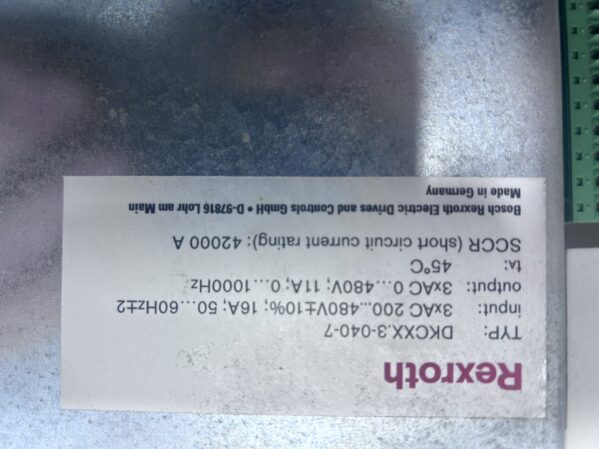 Rexroth
TYP: DKCXX.3-040-7
input: 3xAC 200...480V±10%; 16A; 50...60Hz±2
output: 3xAC 0...480V; 11A; 0...1000Hz
tA: 45°C
SCCR (short circuit current rating): 42000 A
Bosch Rexroth Electric Drives and Controls GmbH • D-97816 Lohr am Main
Made in Germany